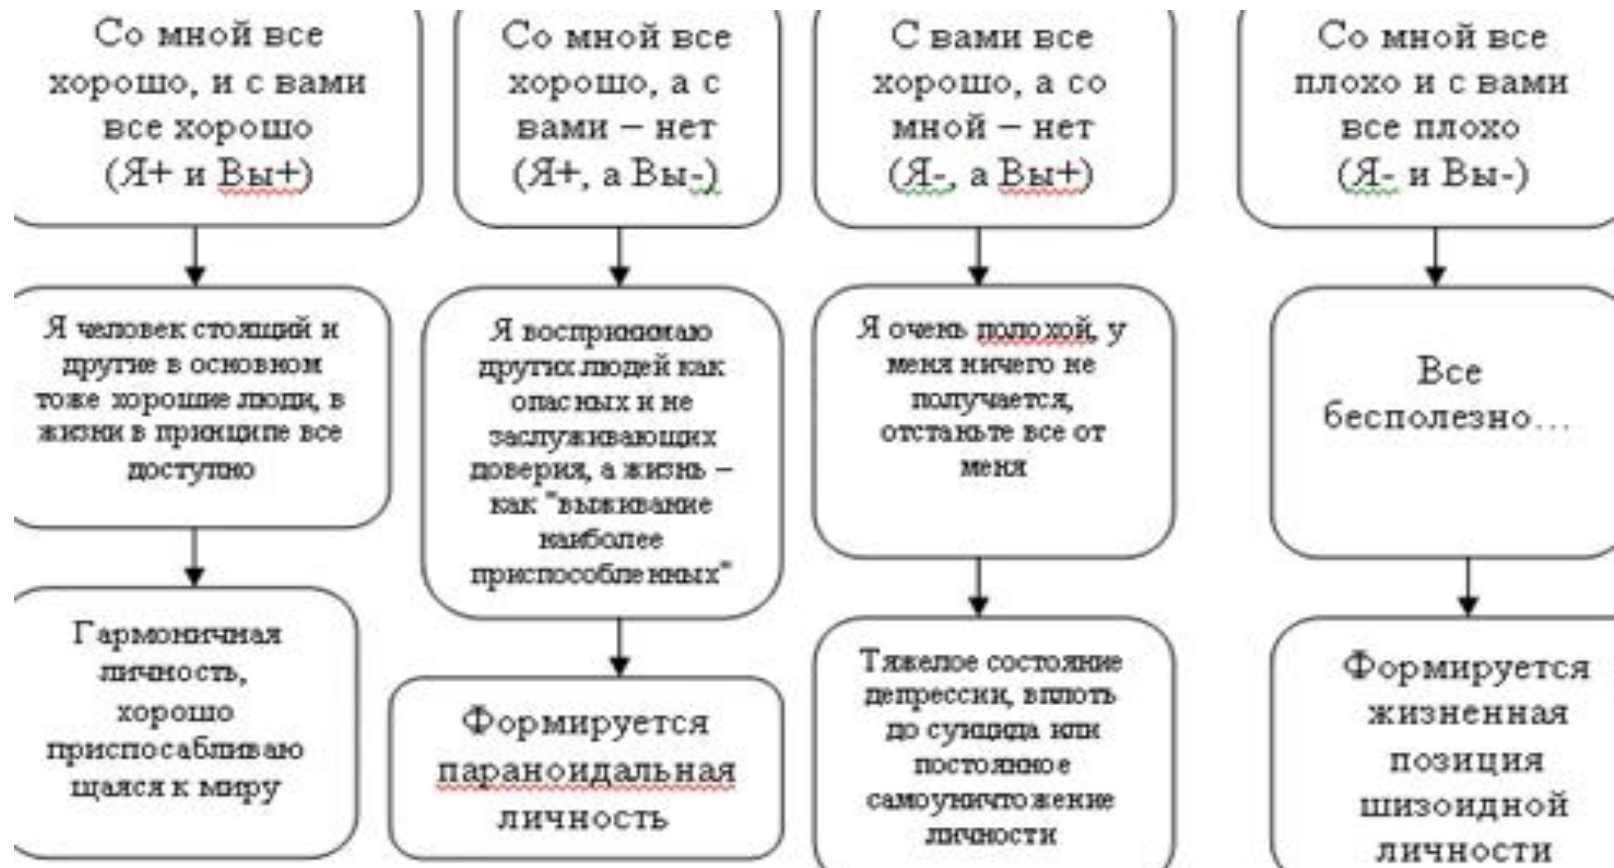 Со мной все
хорошо, и с вами
все хорошо
(Я+ и Вы+)
Со мной все
хорошо, а с
вами – нет
(Я+, а Вы-)
С вами все
хорошо, а со
мной – нет
(Я-, а Вы+)
Со мной все
плохо и с вами
все плохо
(Я- и Вы-)
Я человек стоящий и
другие в основном
тоже хорошие люди, в
жизни в принципе все
доступно
Я воспринимаю
других людей как
опасных и не
заслуживающих
доверия, а жизнь –
как "выживание
наиболее
приспособленных"
Я очень полохой, у
меня ничего не
получается,
отстаньте все от
меня
Все
бесполезно...
Гармоничная
личность,
хорошо
приспосабливаю
щаяся к миру
Формируется
параноидальная
личность
Тяжелое состояние
депрессии, вплоть
до суицида или
постоянное
самоуничтожение
личности
Формируется
жизненная
позиция
шизоидной
личности